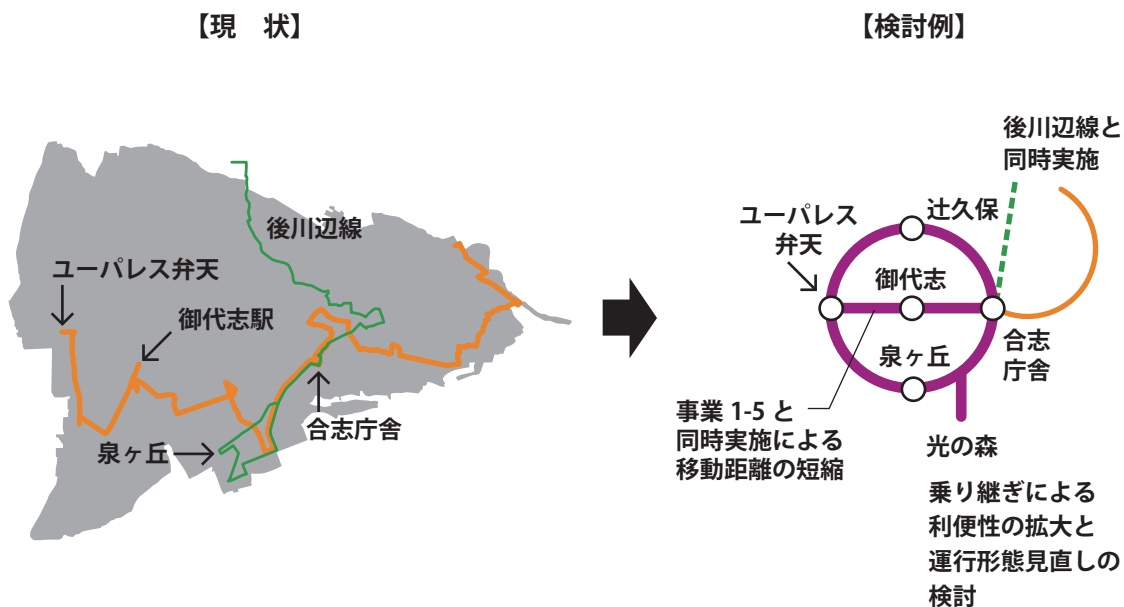 【現　状】
後川辺線
ユーパレス弁天
御代志駅
合志庁舎
泉ヶ丘
【検討例】
後川辺線と
同時実施
辻久保
ユーパレス
弁天
御代志
合志
庁舎
泉ヶ丘
事業 1-5 と
同時実施による
移動距離の短縮
光の森
乗り継ぎによる
利便性の拡大と
運行形態見直しの
検討